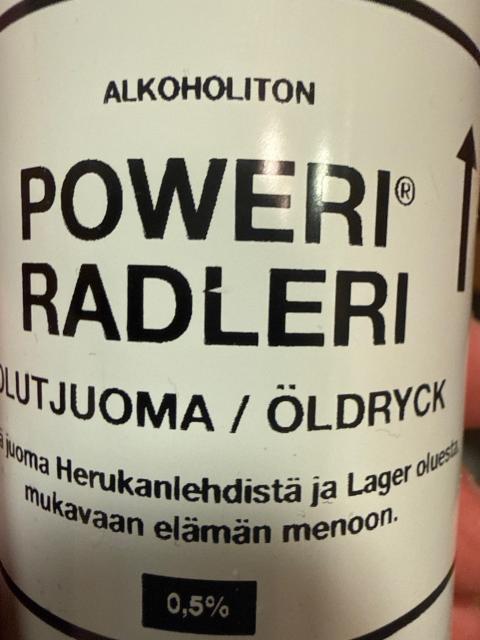 ALKOHOLITON
POWERI®
RADLERI
OLUTJUOMA / ÖLDRYCK
juoma Herukanlehdistä ja Lager oluesta
mukavaan elämän menoon.
0,5%